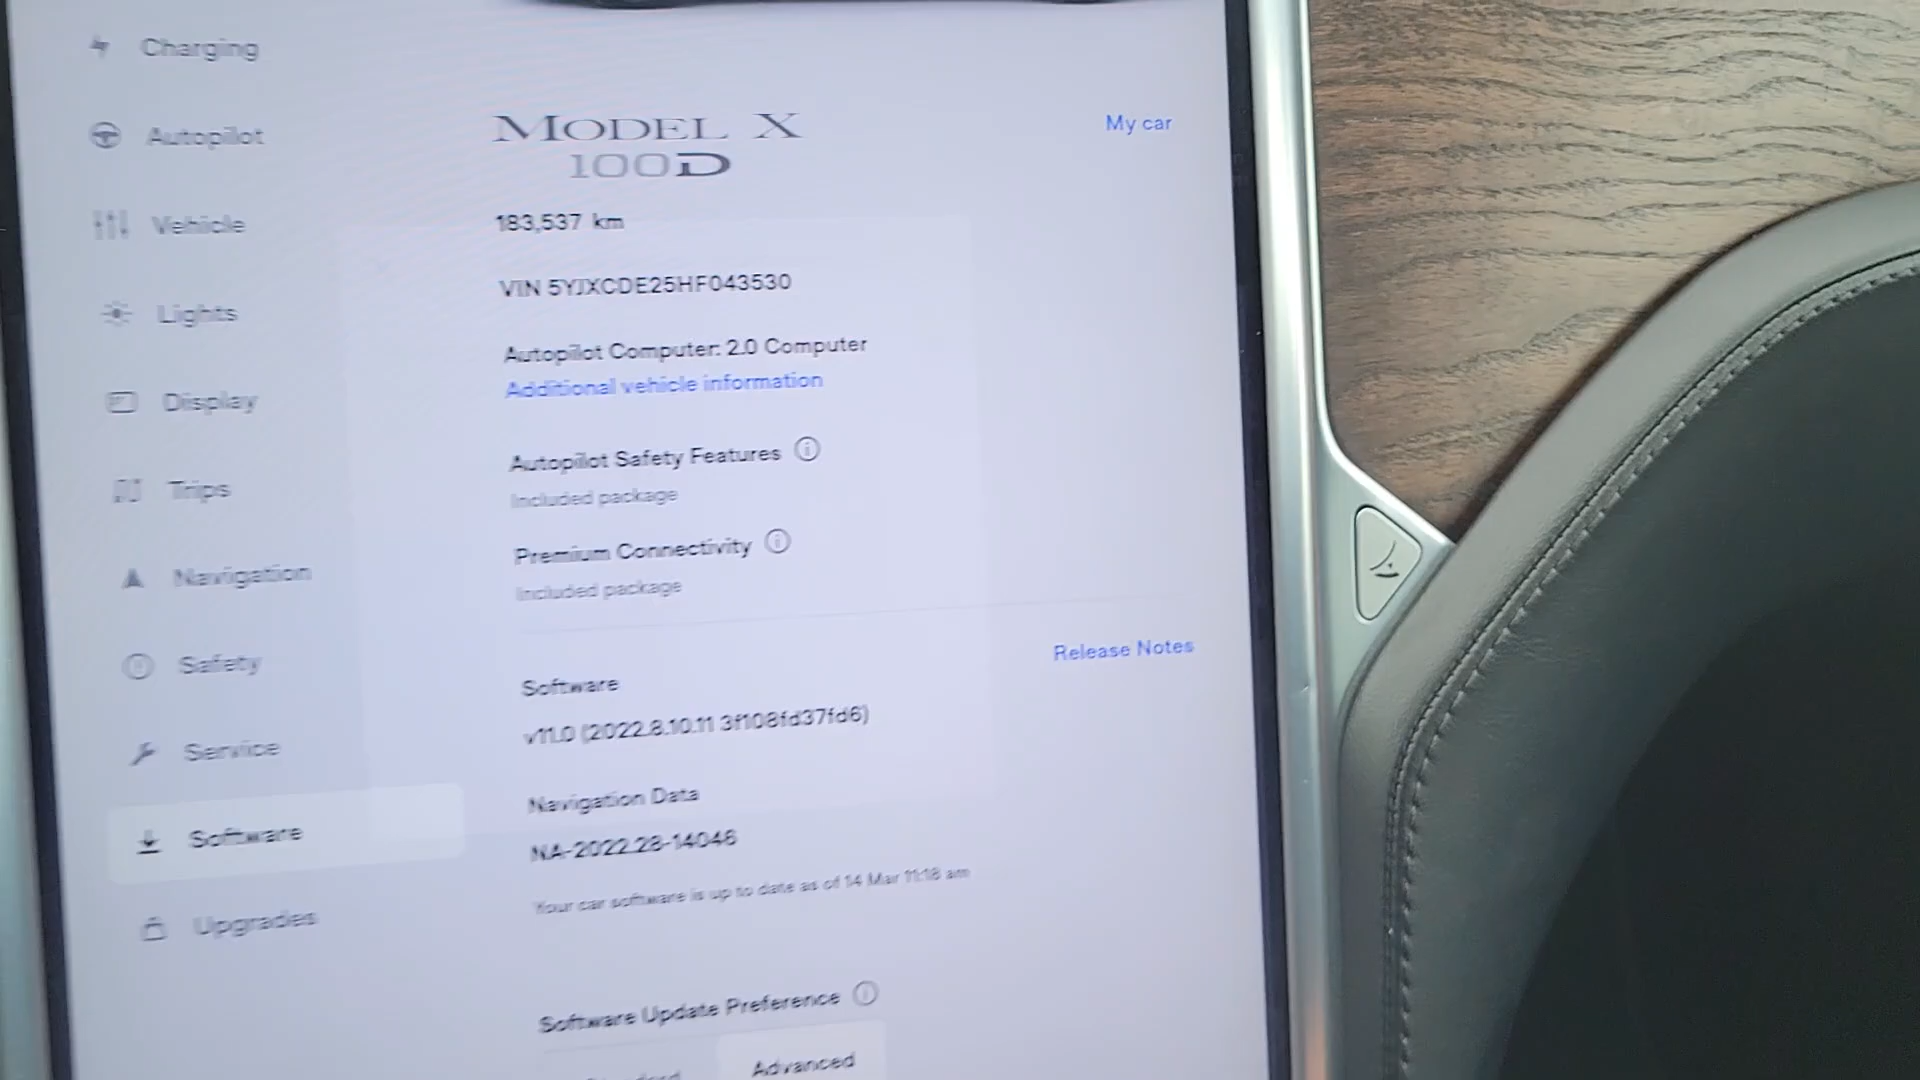 Charging
Autopilot
Vehicle
Lights
Display
Trips
Navigation
Safety
Service
Software
Upgrades
MODEL X
100D
My car
183,537 km
VIN 5YJXCDE25HF043530
Autopilot Computer: 2.0 Computer
Additional vehicle information
Autopilot Safety Features
Included package
Premium Connectivity
Included package
Release Notes
Software
v11.0 (2022.8.10.11 3f108fd37fd6)
Navigation Data
NA-2022.28-14046
Your car software is up to date as of 14 Mar 11:18 am
Software Update Preference
Advanced